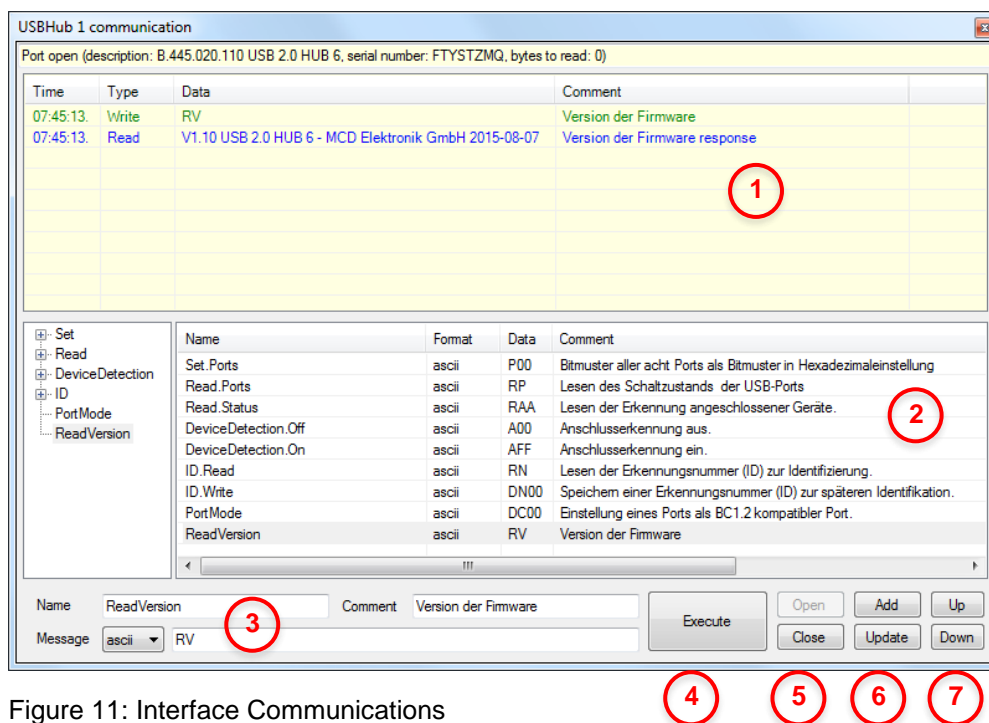 USBHub 1 communication
Port open (description: B.445.020.110 USB 2.0 HUB 6, serial number: FTYSTZMQ, bytes to read: 0)
Time Type Data Comment
07:45:13. Write RV Version der Firmware
07:45:13. Read V1.10 USB 2.0 HUB 6 - MCD Elektronik GmbH 2015-08-07 Version der Firmware response
1
Set
Read
DeviceDetection
ID
PortMode
ReadVersion
Name Format Data Comment
Set.Ports ascii P00 Bitmuster aller acht Ports als Bitmuster in Hexadezimaleinstellung
Read.Ports ascii RP Lesen des Schaltzustands der USB-Ports
Read.Status ascii RAA Lesen der Erkennung angeschlossener Geräte.
DeviceDetection.Off ascii A00 Anschlusserkennung aus.
DeviceDetection.On ascii AFF Anschlusserkennung ein.
ID.Read ascii RN Lesen der Erkennungsnummer (ID) zur Identifizierung.
ID.Write ascii DN00 Speichern einer Erkennungsnummer (ID) zur späteren Identifikation.
PortMode ascii DC00 Einstellung eines Ports als BC1.2 kompatibler Port.
ReadVersion ascii RV Version der Firmware
2
Name ReadVersion Comment Version der Firmware
Message ascii RV
3
Execute
Open Add Up
Close Update Down
4 5 6 7
Figure 11: Interface Communications